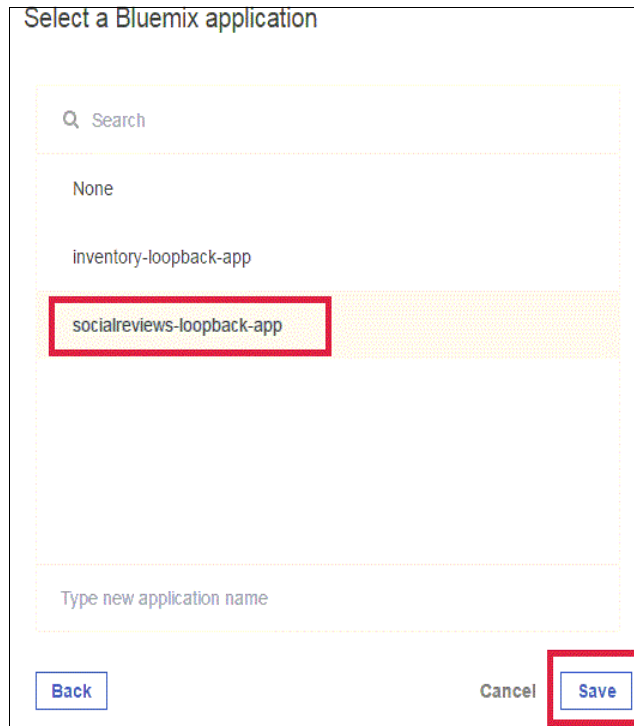 Select a Bluemix application
Search
None
inventory-loopback-app
socialreviews-loopback-app
Type new application name
Back Cancel Save